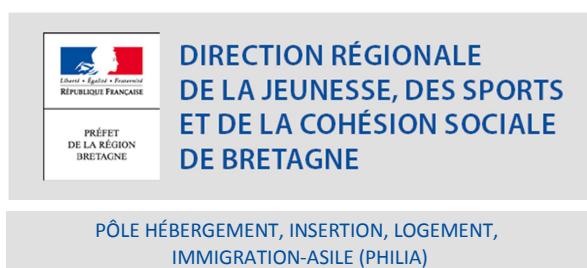 Liberté • Égalité • Fraternité
RÉPUBLIQUE FRANÇAISE
PRÉFET
DE LA RÉGION
BRETAGNE
DIRECTION RÉGIONALE
DE LA JEUNESSE, DES SPORTS
ET DE LA COHÉSION SOCIALE
DE BRETAGNE
PÔLE HÉBERGEMENT, INSERTION, LOGEMENT,
IMMIGRATION-ASILE (PHILIA)